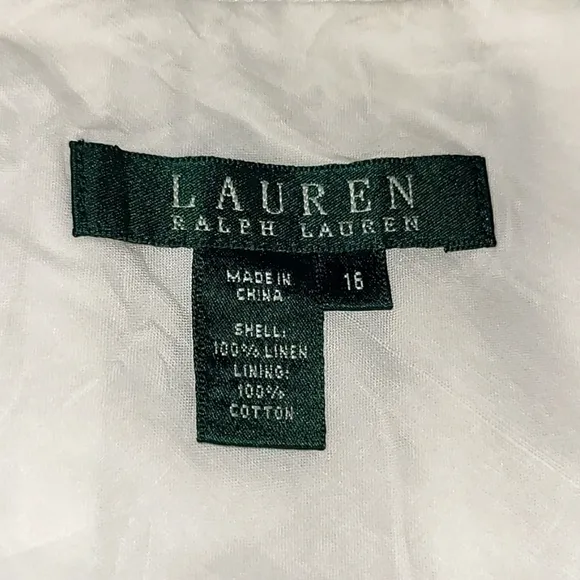 LAUREN
RALPH LAUREN
MADE IN
CHINA
16
SHELL:
100% LINEN
LINING:
100%
COTTON